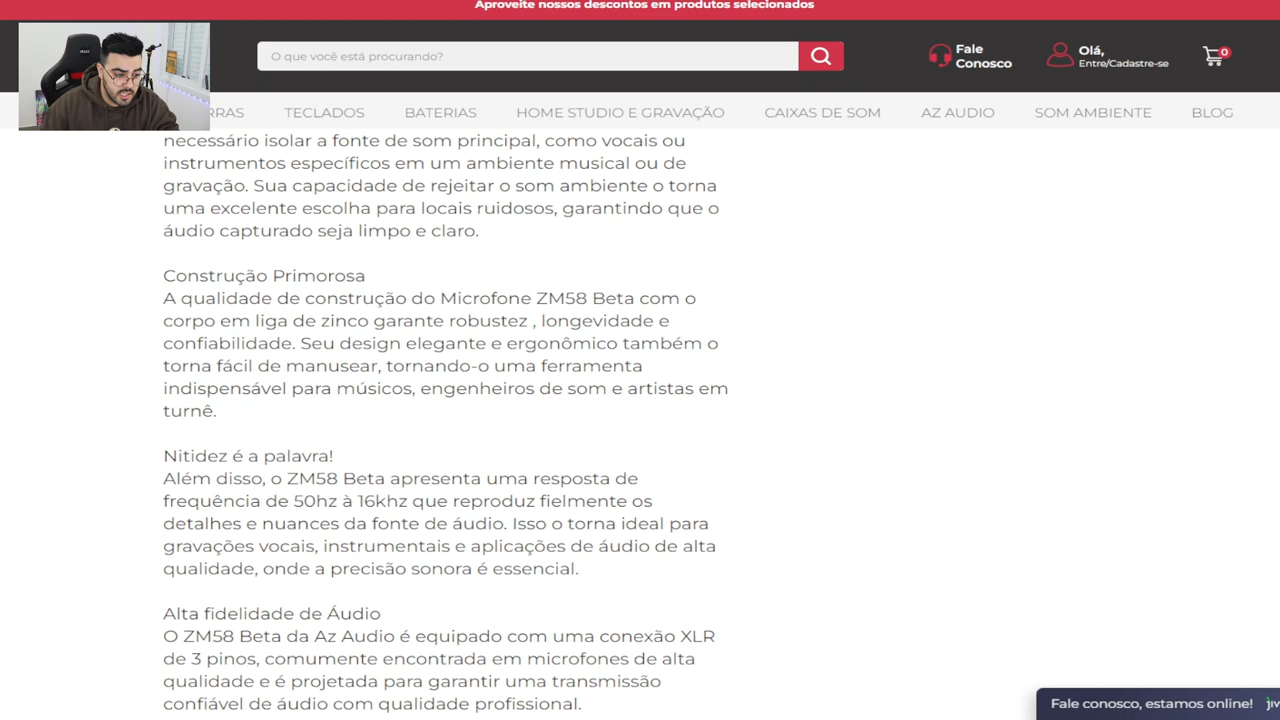 Aproveite nossos descontos em produtos selecionados
O que você está procurando?
Fale
Conosco
Olá,
Entre/Cadastre-se
0
RRAS
TECLADOS
BATERIAS
HOME STUDIO E GRAVAÇÃO
CAIXAS DE SOM
AZ AUDIO
SOM AMBIENTE
BLOG
necessário isolar a fonte de som principal, como vocais ou
instrumentos específicos em um ambiente musical ou de
gravação. Sua capacidade de rejeitar o som ambiente o torna
uma excelente escolha para locais ruidosos, garantindo que o
áudio capturado seja limpo e claro.
Construção Primorosa
A qualidade de construção do Microfone ZM58 Beta com o
corpo em liga de zinco garante robustez , longevidade e
confiabilidade. Seu design elegante e ergonômico também o
torna fácil de manusear, tornando-o uma ferramenta
indispensável para músicos, engenheiros de som e artistas em
turnê.
Nitidez é a palavra!
Além disso, o ZM58 Beta apresenta uma resposta de
frequência de 50hz à 16khz que reproduz fielmente os
detalhes e nuances da fonte de áudio. Isso o torna ideal para
gravações vocais, instrumentais e aplicações de áudio de alta
qualidade, onde a precisão sonora é essencial.
Alta fidelidade de Áudio
O ZM58 Beta da Az Audio é equipado com uma conexão XLR
de 3 pinos, comumente encontrada em microfones de alta
qualidade e é projetada para garantir uma transmissão
confiável de áudio com qualidade profissional.
Fale conosco, estamos online!